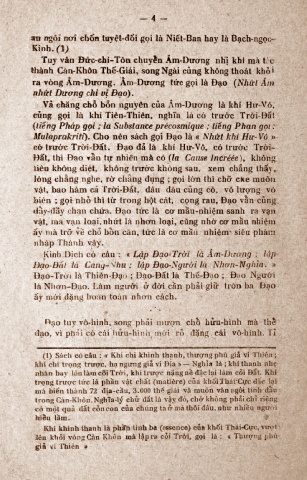 — 4 —
au ngôi nơi chốn tuyệt-đối gọi là Niết-Ban hay là Bạch-ngọc-
Kinh. (1)
Tuy vân Đức-chí-Tôn chuyển Âm-Dương nhị khí mà tạc
thành Càn-Khôn Thế-Giái, song Ngài cũng không thoát khỏi
ra vòng Âm-Dương. Âm-Dương tức gọi là Đạo (Nhứt Âm
nhứt Dương chi vị Đạo).
Vả chăng chỗ bổn nguyên của Âm-Dương là khí Hư-Vô,
cũng gọi là khí Tiên-Thiên, nghĩa là có trước Trời-Đất
(tiếng Pháp gọi : la Substance précosmique : tiếng Phan gọi :
Mulaprakriti). Cho nên sách gọi Đạo là « Nhứt khí Hư-Vô »
có trước Trời-Đất. Đạo đã là khí Hư-Vô, có trước Trời-
Đất, thì Đạo vẫn tự nhiên mà có (la Cause incréée), không
tiêu không diệt, không trước không sau, xem chẳng thấy,
lóng chẳng nghe, rờ chẳng đụng ; gọi lớn thì chở che muôn
vật, bao hàm cả Trời-Đất, đâu đâu cũng có, vô lượng vô
biên ; gọi nhỏ thì từ trong hột cát, cọng rau, Đạo vẫn cũng
đầy-đẩy chan chứa. Đạo tức là cơ mầu-nhiệm sanh ra vạn
vật, mà vạn loại, nhứt là nhơn loại, cũng nhờ cơ mầu nhiệm
ấy mà trở về chỗ bổn căn, tức là cơ mầu nhiệm siêu phàm
nhập Thánh vậy.
Kinh Dịch có câu : « Lập Đạo-Trời là Âm-Dương ; lập
Đạo-Đất là Cang-Nhu ; lập Đạo-Người là Nhơn-Nghĩa. »
Đạo-Trời là Thiên-Đạo ; Đạo-Đất là Thế-Đạo ; Đạo Người
là Nhơn-Đạo. Làm người ở đời cần phải giữ tròn ba Đạo
ấy mới đặng hoàn toàn nhơn cách.
Đạo tuy vô-hình, song phải mượn chỗ hữu-hình mà thể
đạo, vì phải có cái hữu-hình mới rõ đặng cái vô-hình. Tỉ
(1) Sách có câu : « Khí chi khinh thanh, thượng phù giả vi Thiên ;
khí chi trọng trược, hạ ngưng giả vi Địa » — Nghĩa là : khí thanh nhẹ
nhàn bay lên làm cõi Trời, khí trược nặng nề đọng lại làm cõi Đất. Khí
trọng trược tức là phần vật chất (matière) của khối Thái-Cực đặc lại
mà biến thành 72 địa-cầu, 3.000 thế giái và muôn vàn ngôi tinh đẩu
trong Càn-Khôn. Nghĩa-lý chữ đất là vậy đó, chớ không phải chỉ riêng
có một quả đất cỏn con của chúng ta ở mà thôi đâu, như nhiều người
hiểu lầm.
Khí khinh thanh là phần tinh ba (essence) của khối Thái-Cực, vượt
lên khỏi vòng Càn Khôn mà lập ra cõi Trời, gọi là : « Thượng phù
giả vi Thiên »